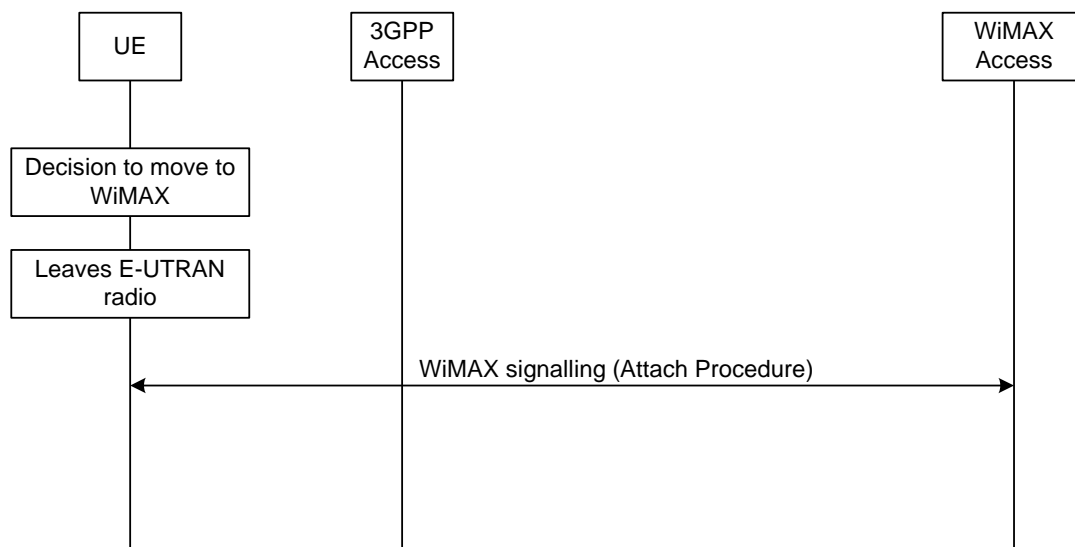 UE
3GPP
Access
WiMAX
Access
Decision to move to
WiMAX
Leaves E-UTRAN
radio
WiMAX signalling (Attach Procedure)